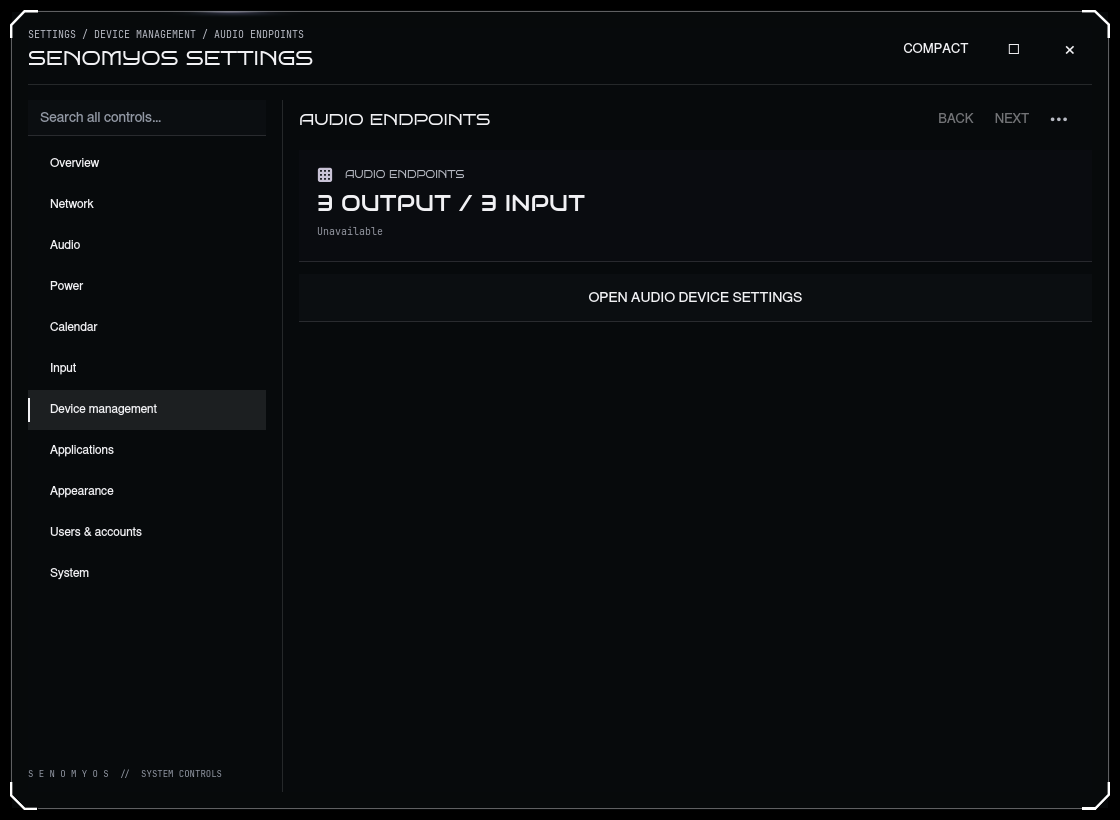 SETTINGS / DEVICE MANAGEMENT / AUDIO ENDPOINTS
SENOMYOS SETTINGS
COMPACT
Search all controls...
Overview
Network
Audio
Power
Calendar
Input
Device management
Applications
Appearance
Users & accounts
System
SENOMYOS // SYSTEM CONTROLS
AUDIO ENDPOINTS
BACK NEXT
AUDIO ENDPOINTS
3 OUTPUT / 3 INPUT
Unavailable
OPEN AUDIO DEVICE SETTINGS